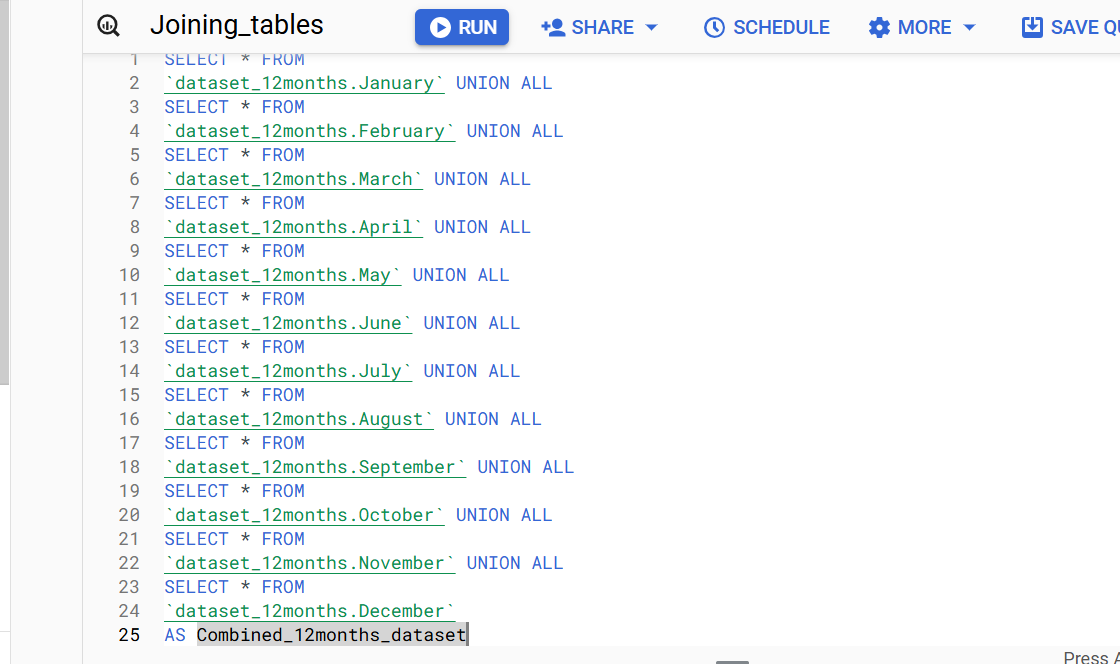 Joining_tables RUN SHARE SCHEDULE MORE SAVE
1 SELECT * FROM
2 `dataset_12months.January` UNION ALL
3 SELECT * FROM
4 `dataset_12months.February` UNION ALL
5 SELECT * FROM
6 `dataset_12months.March` UNION ALL
7 SELECT * FROM
8 `dataset_12months.April` UNION ALL
9 SELECT * FROM
10 `dataset_12months.May` UNION ALL
11 SELECT * FROM
12 `dataset_12months.June` UNION ALL
13 SELECT * FROM
14 `dataset_12months.July` UNION ALL
15 SELECT * FROM
16 `dataset_12months.August` UNION ALL
17 SELECT * FROM
18 `dataset_12months.September` UNION ALL
19 SELECT * FROM
20 `dataset_12months.October` UNION ALL
21 SELECT * FROM
22 `dataset_12months.November` UNION ALL
23 SELECT * FROM
24 `dataset_12months.December`
25 AS Combined_12months_dataset
Press